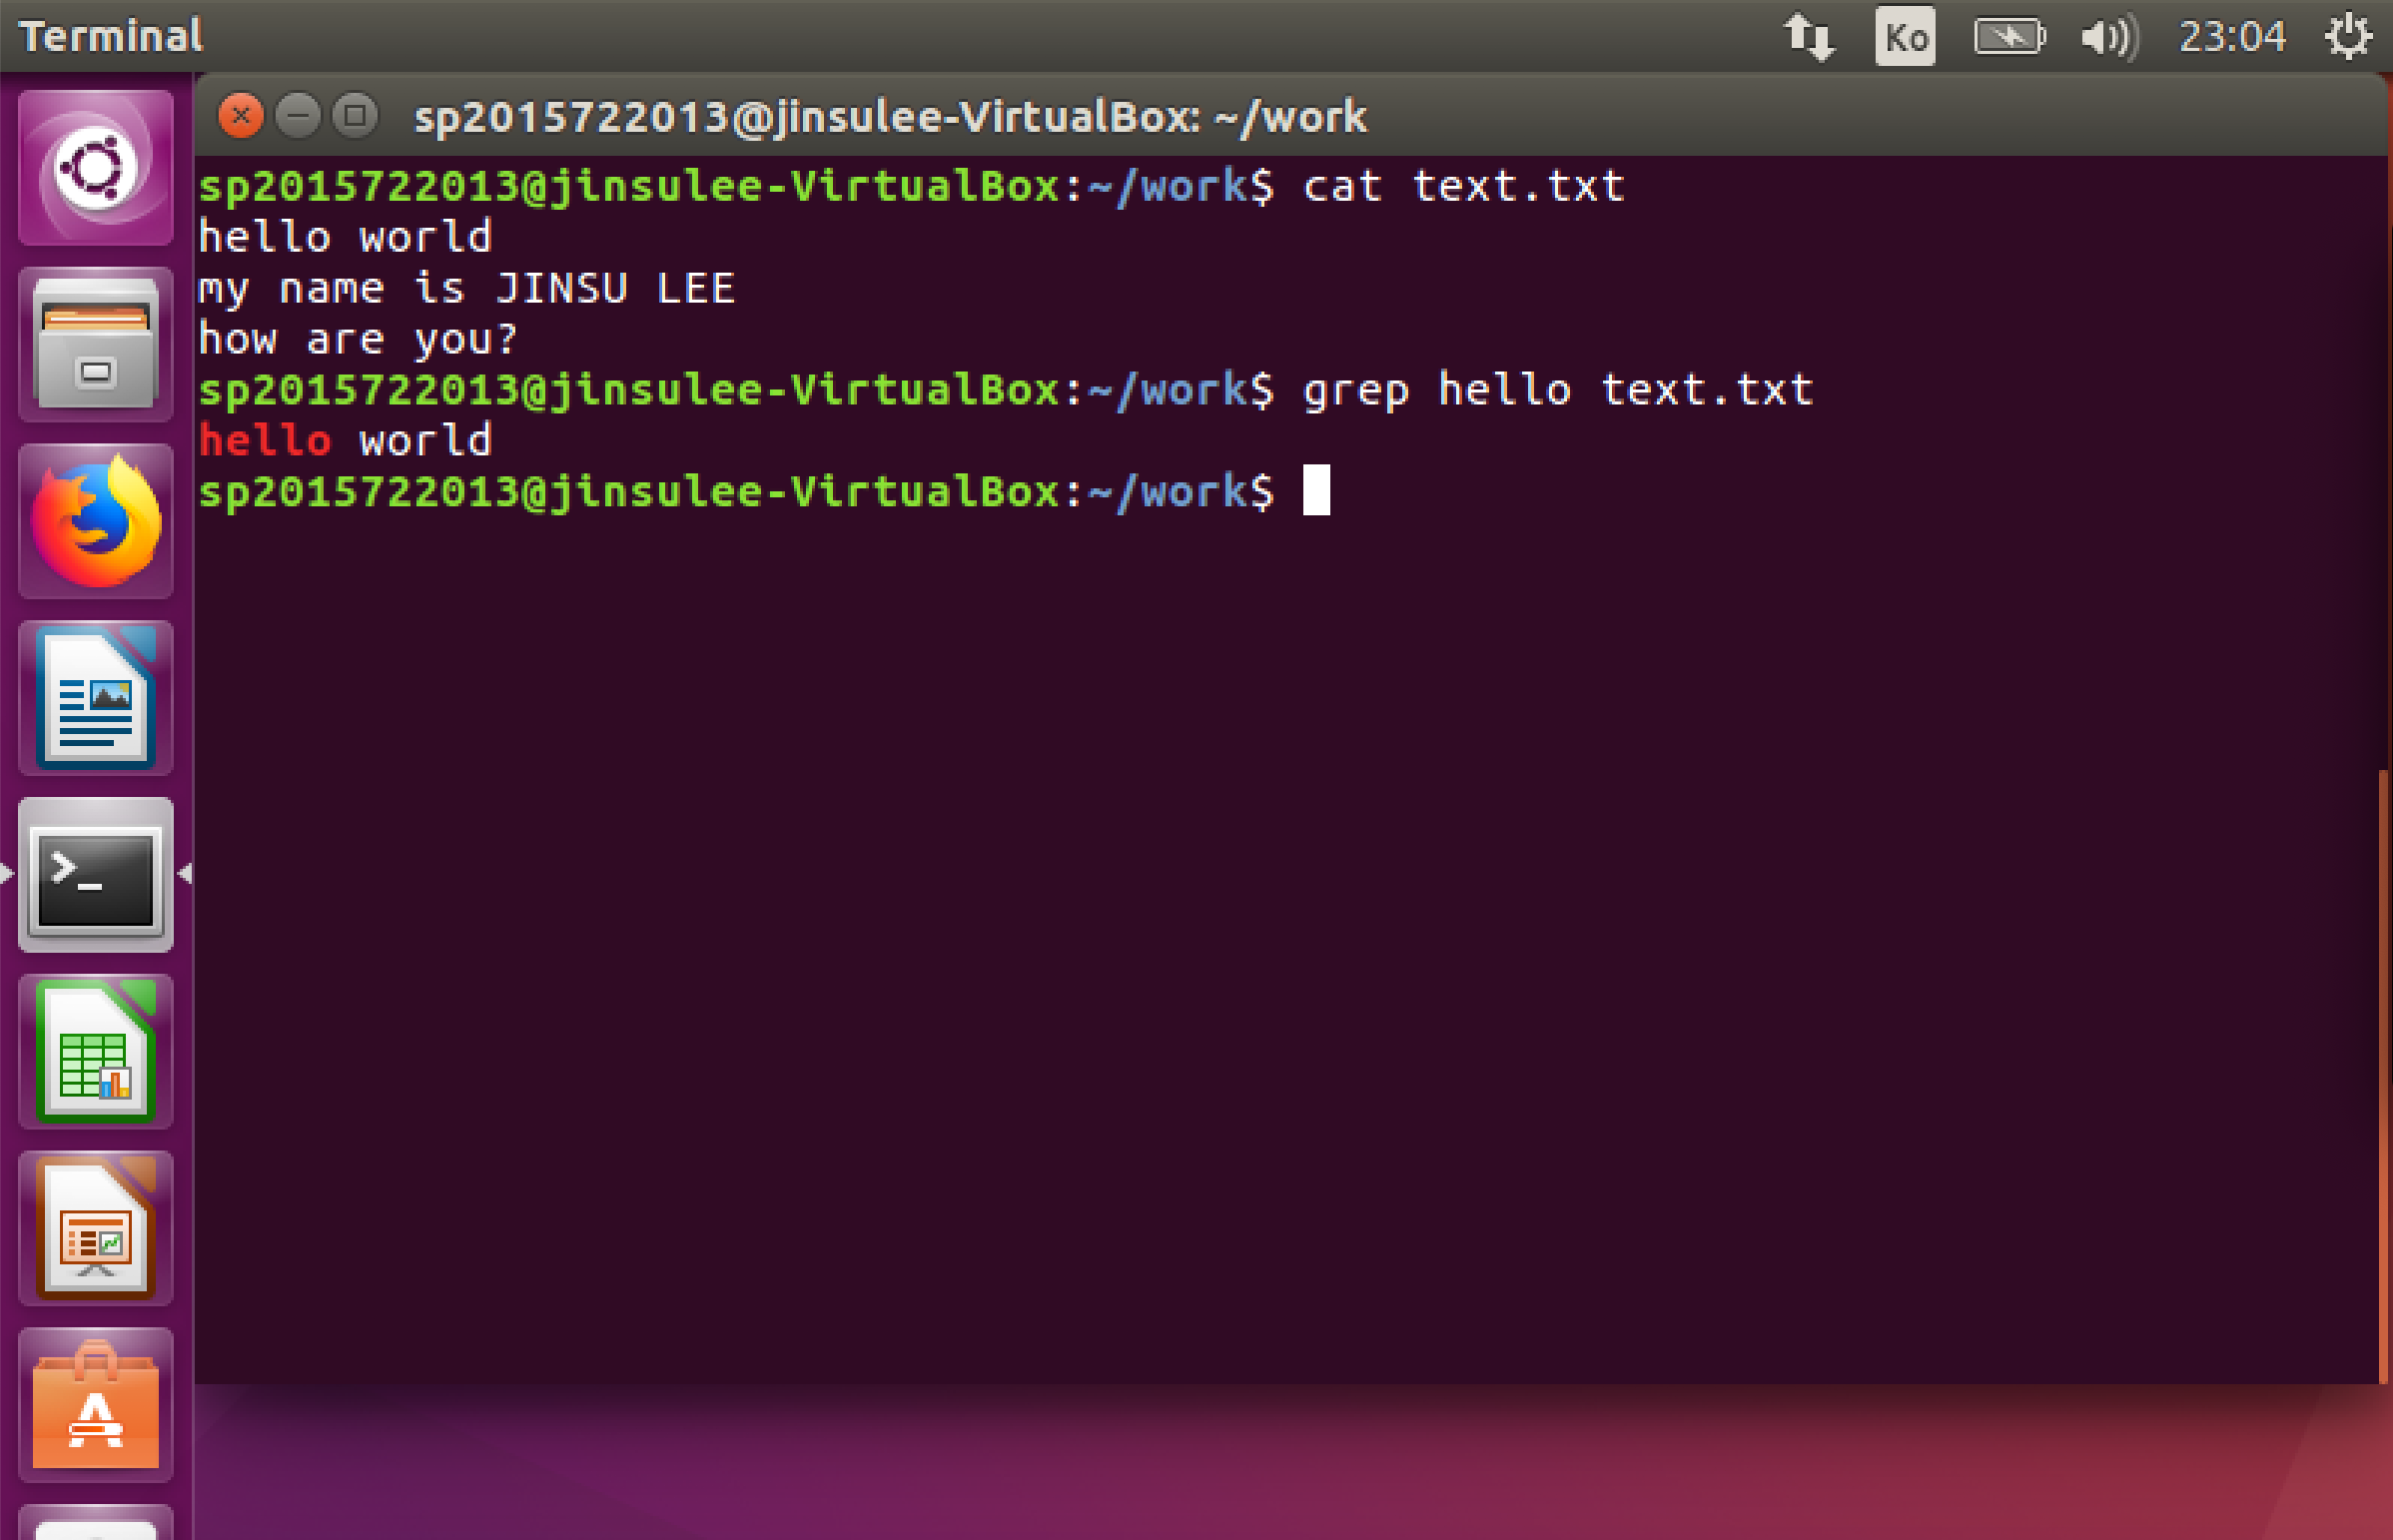 Terminal
Ko
23:04
sp2015722013@jinsulee-VirtualBox: ~/work
sp2015722013@jinsulee-VirtualBox:~/work$ cat text.txt
hello world
my name is JINSU LEE
how are you?
sp2015722013@jinsulee-VirtualBox:~/work$ grep hello text.txt
hello world
sp2015722013@jinsulee-VirtualBox:~/work$